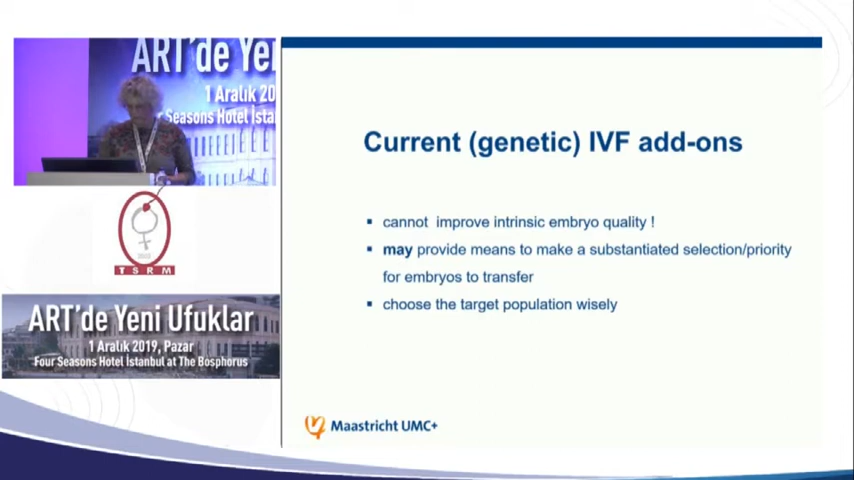 ART'de Ye
1 Aralık 20
Seasons Hotel İsta
TSRM
ART'de Yeni Ufuklar
1 Aralık 2019, Pazar
Four Seasons Hotel İstanbul at The Bosphorus
Current (genetic) IVF add-ons
▪ cannot improve intrinsic embryo quality !
▪ may provide means to make a substantiated selection/priority
for embryos to transfer
▪ choose the target population wisely
Maastricht UMC+